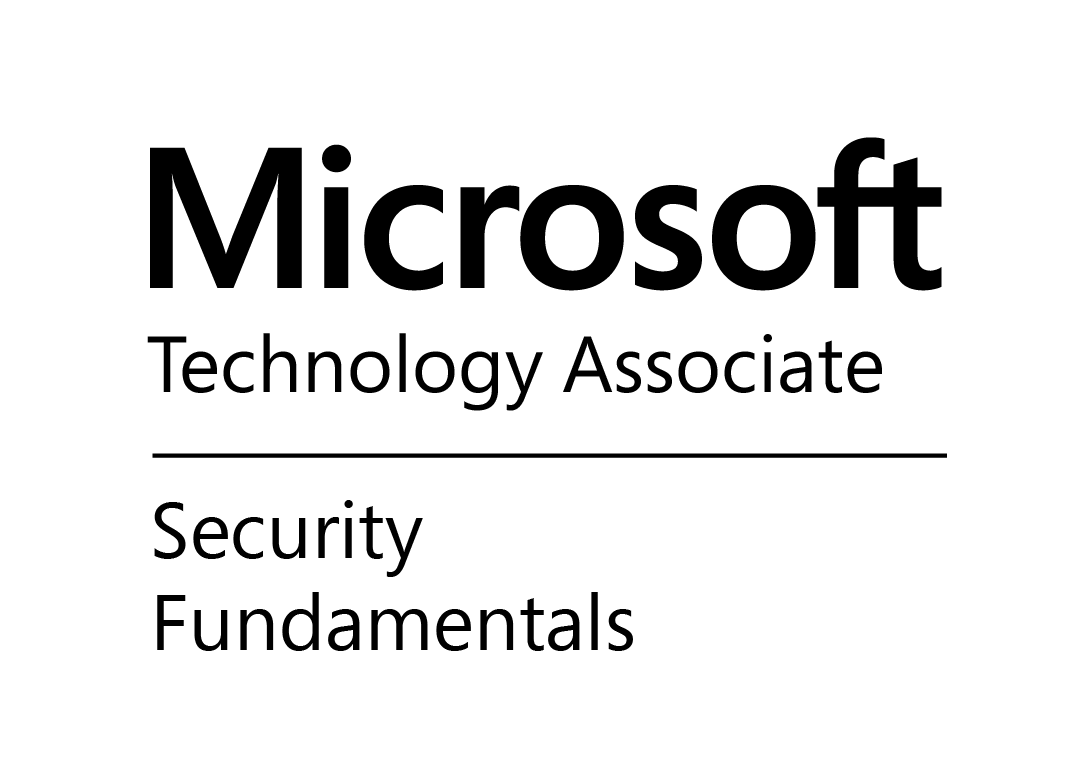 Microsoft
Technology Associate
Security
Fundamentals